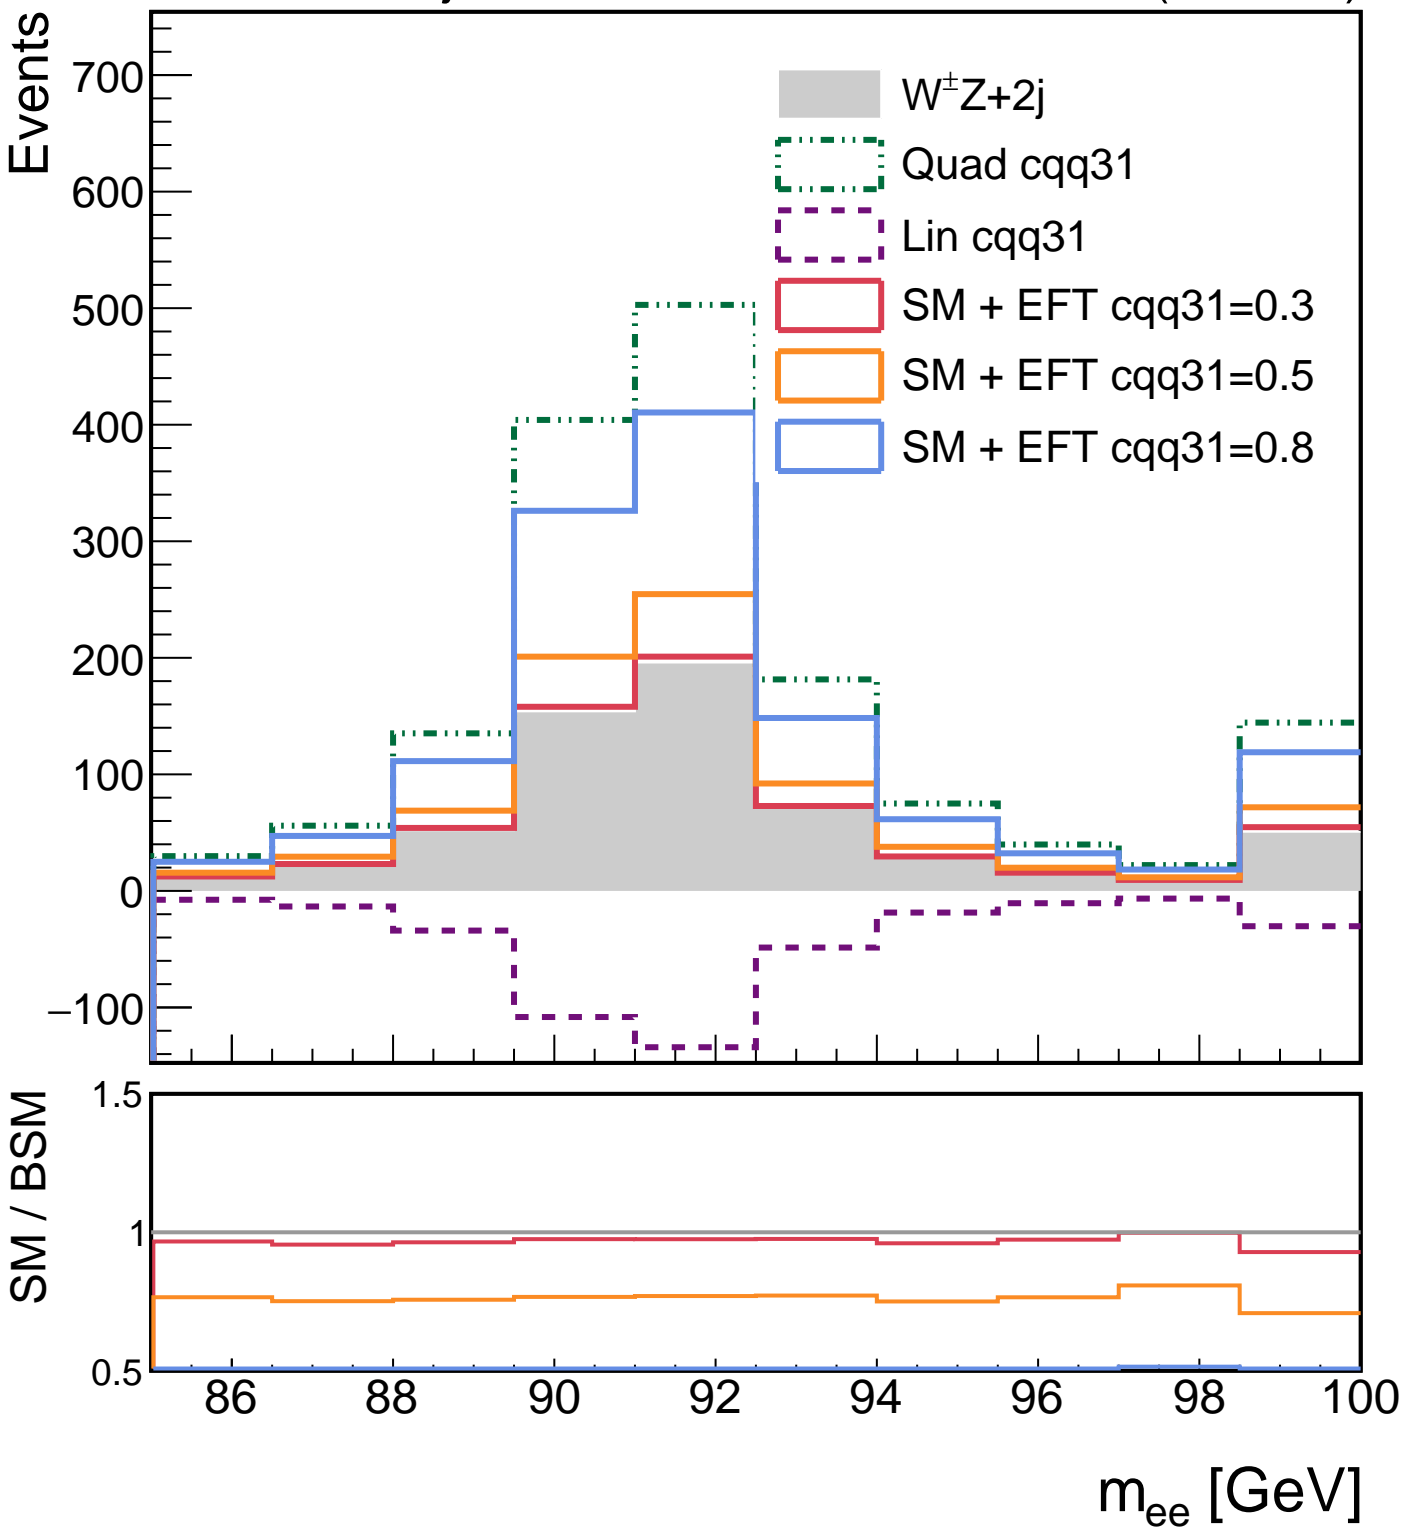 Events
700
600
500
400
300
200
100
0
−100
W±Z+2j
Quad cqq31
Lin cqq31
SM + EFT cqq31=0.3
SM + EFT cqq31=0.5
SM + EFT cqq31=0.8
SM / BSM
1.5
1
0.5
86 88 90 92 94 96 98 100
mee [GeV]